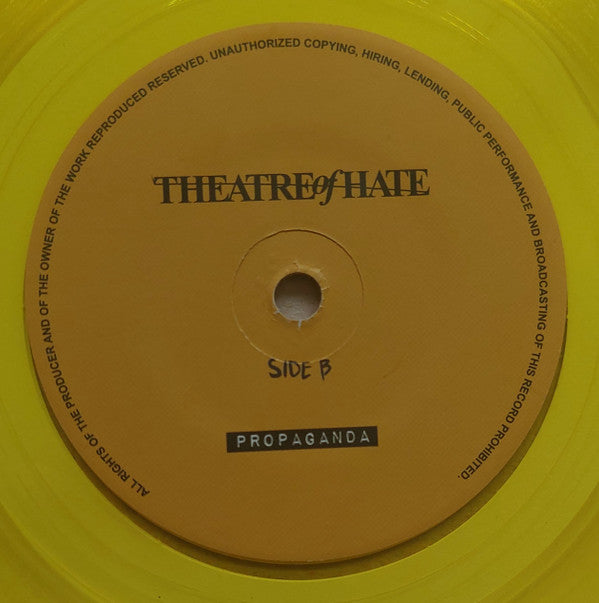 ALL RIGHTS OF THE PRODUCER AND OF THE OWNER OF THE WORK REPRODUCED RESERVED. UNAUTHORIZED COPYING, HIRING, LENDING, PUBLIC PERFORMANCE AND BROADCASTING OF THIS RECORD PROHIBITED.
THEATRE of HATE
SIDE B
PROPAGANDA